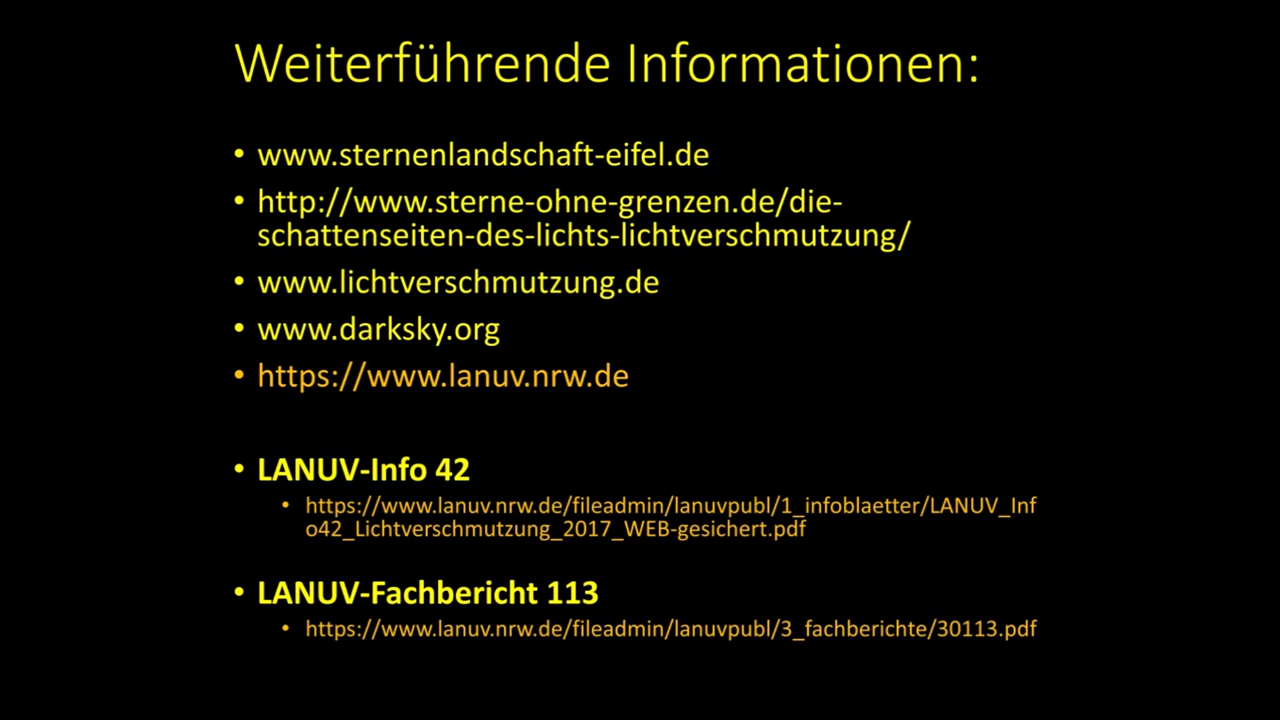 Weiterführende Informationen:
• www.sternenlandschaft-eifel.de
• http://www.sterne-ohne-grenzen.de/die-
schattenseiten-des-lichts-lichtverschmutzung/
• www.lichtverschmutzung.de
• www.darksky.org
• https://www.lanuv.nrw.de
• LANUV-Info 42
• https://www.lanuv.nrw.de/fileadmin/lanuvpubl/1_infoblaetter/LANUV_Inf
o42_Lichtverschmutzung_2017_WEB-gesichert.pdf
• LANUV-Fachbericht 113
• https://www.lanuv.nrw.de/fileadmin/lanuvpubl/3_fachberichte/30113.pdf